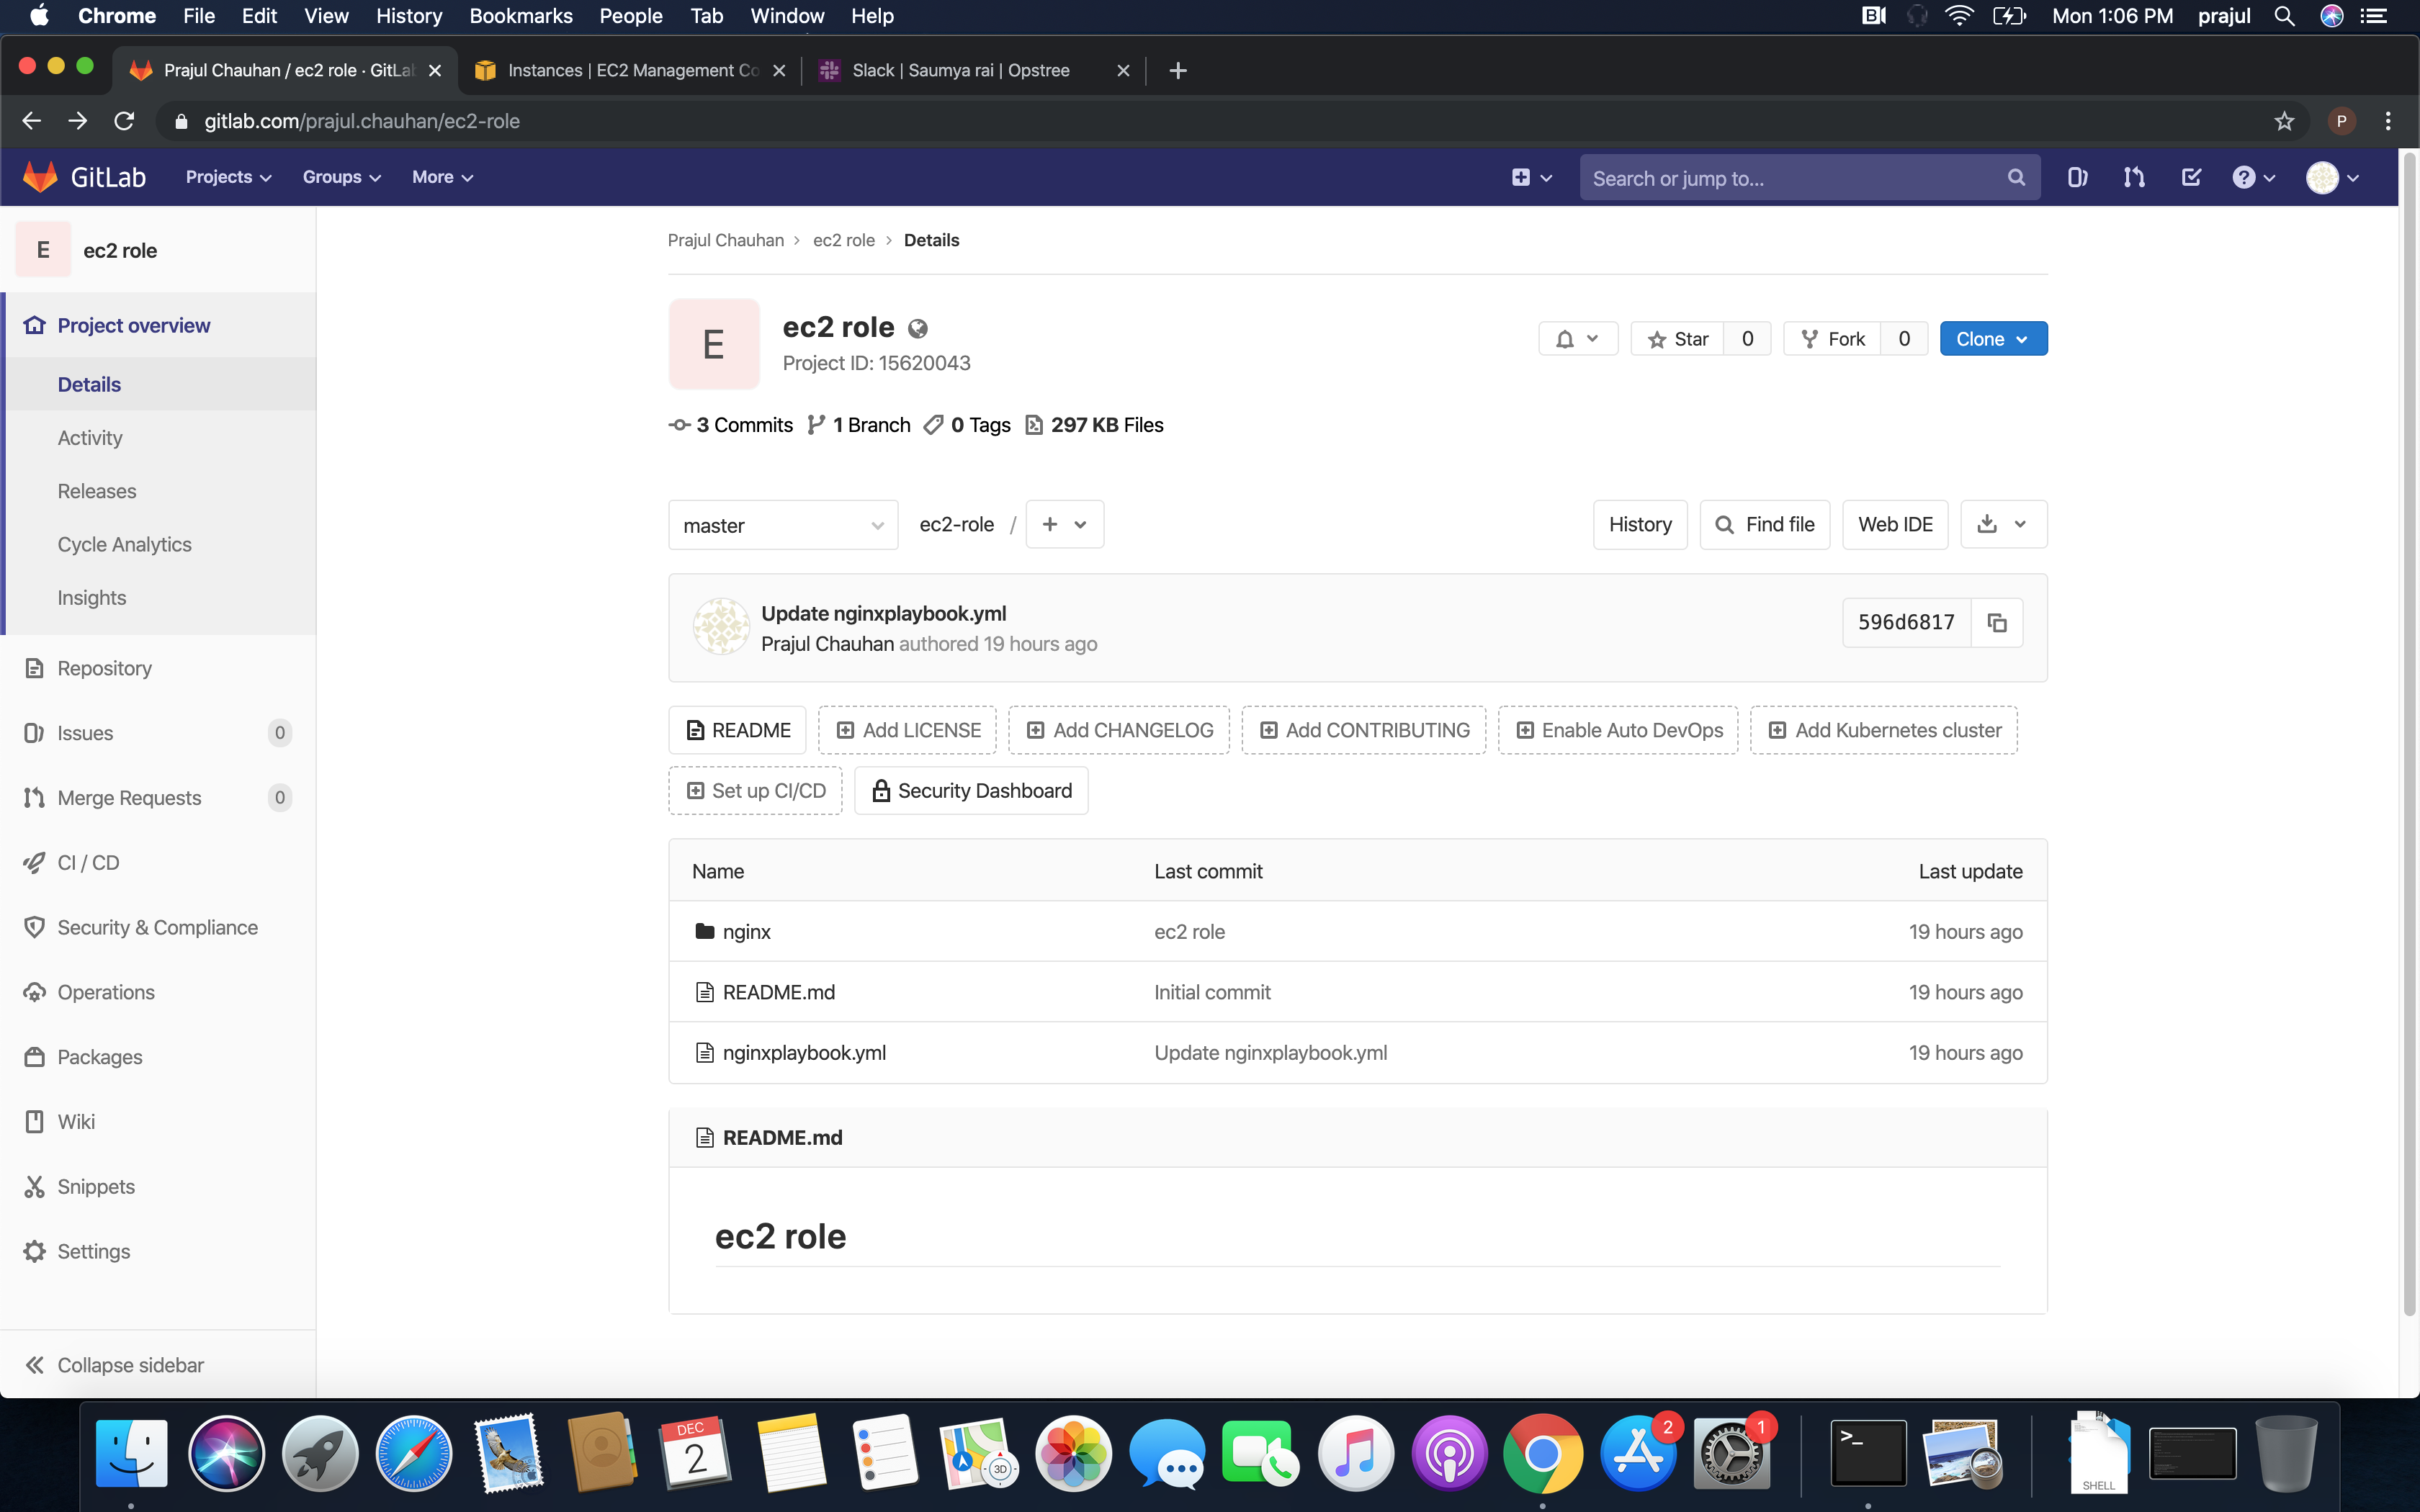 Chrome File Edit View History Bookmarks People Tab Window Help
Mon 1:06 PM prajul
Prajul Chauhan / ec2 role · GitLa
Instances | EC2 Management Co
Slack | Saumya rai | Opstree
gitlab.com/prajul.chauhan/ec2-role
P
GitLab Projects Groups More
Search or jump to...
E ec2 role
Project overview
Details
Activity
Releases
Cycle Analytics
Insights
Repository
Issues 0
Merge Requests 0
CI / CD
Security & Compliance
Operations
Packages
Wiki
Snippets
Settings
Collapse sidebar
Prajul Chauhan > ec2 role > Details
E
ec2 role
Project ID: 15620043
Star 0 Fork 0 Clone
3 Commits 1 Branch 0 Tags 297 KB Files
master ec2-role / +
History Find file Web IDE
Update nginxplaybook.yml
Prajul Chauhan authored 19 hours ago
596d6817
README Add LICENSE Add CHANGELOG Add CONTRIBUTING Enable Auto DevOps Add Kubernetes cluster
Set up CI/CD Security Dashboard
Name Last commit Last update
nginx ec2 role 19 hours ago
README.md Initial commit 19 hours ago
nginxplaybook.yml Update nginxplaybook.yml 19 hours ago
README.md
ec2 role
DEC
2
3D
2
1
>_
SHELL